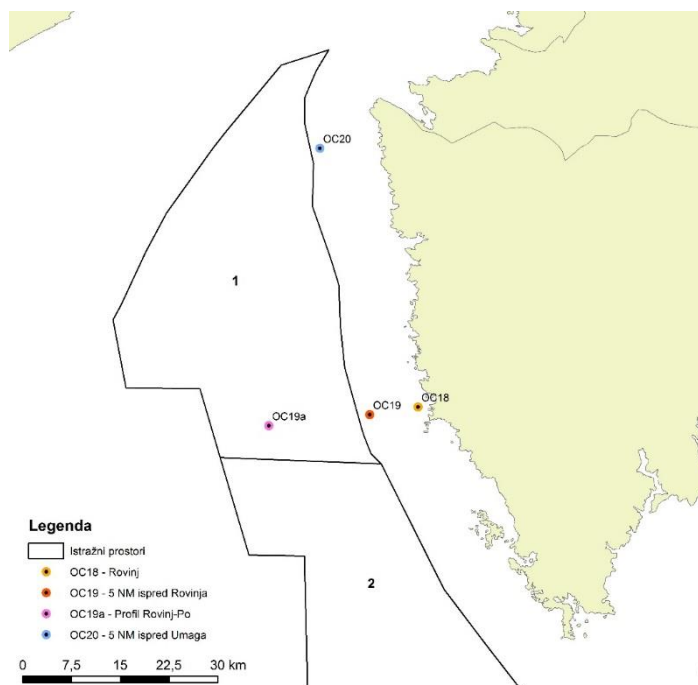 OC20
1
OC19a
OC19
OC18
2
Legenda
Istražni prostori
OC18 - Rovinj
OC19 - 5 NM ispred Rovinja
OC19a - Profil Rovinj-Po
OC20 - 5 NM ispred Umaga
0 7,5 15 22,5 30 km